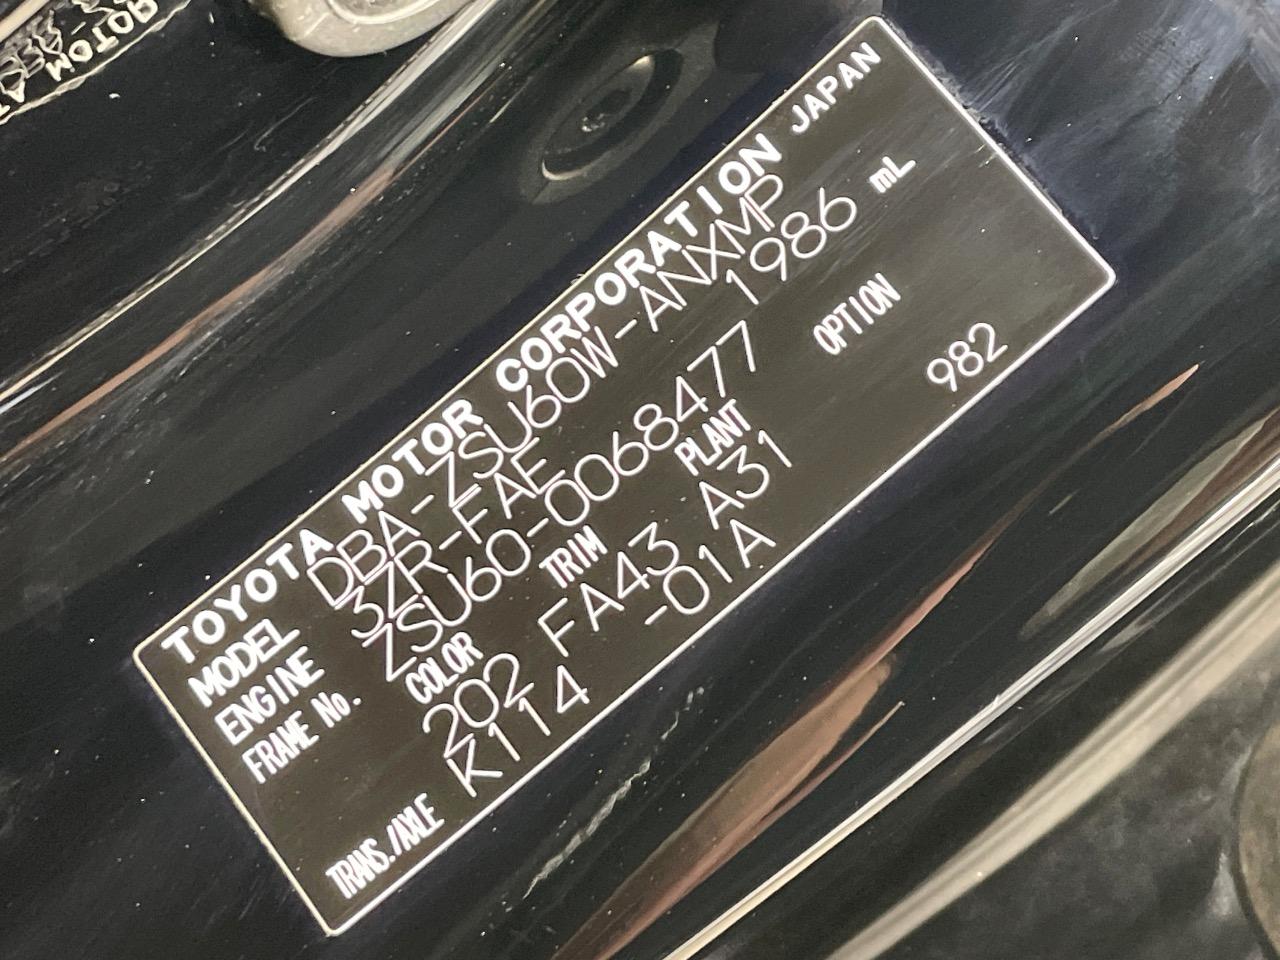 TOYOTA MOTOR CORPORATION JAPAN
MODEL DBA-ZSU60W-ANXMP
ENGINE 3ZR-FAE 1986 mL
FRAME No. ZSU60-0068477
COLOR TRIM PLANT OPTION
202 FA43 A31 982
TRANS./AXLE K114 -01A
MOTOR